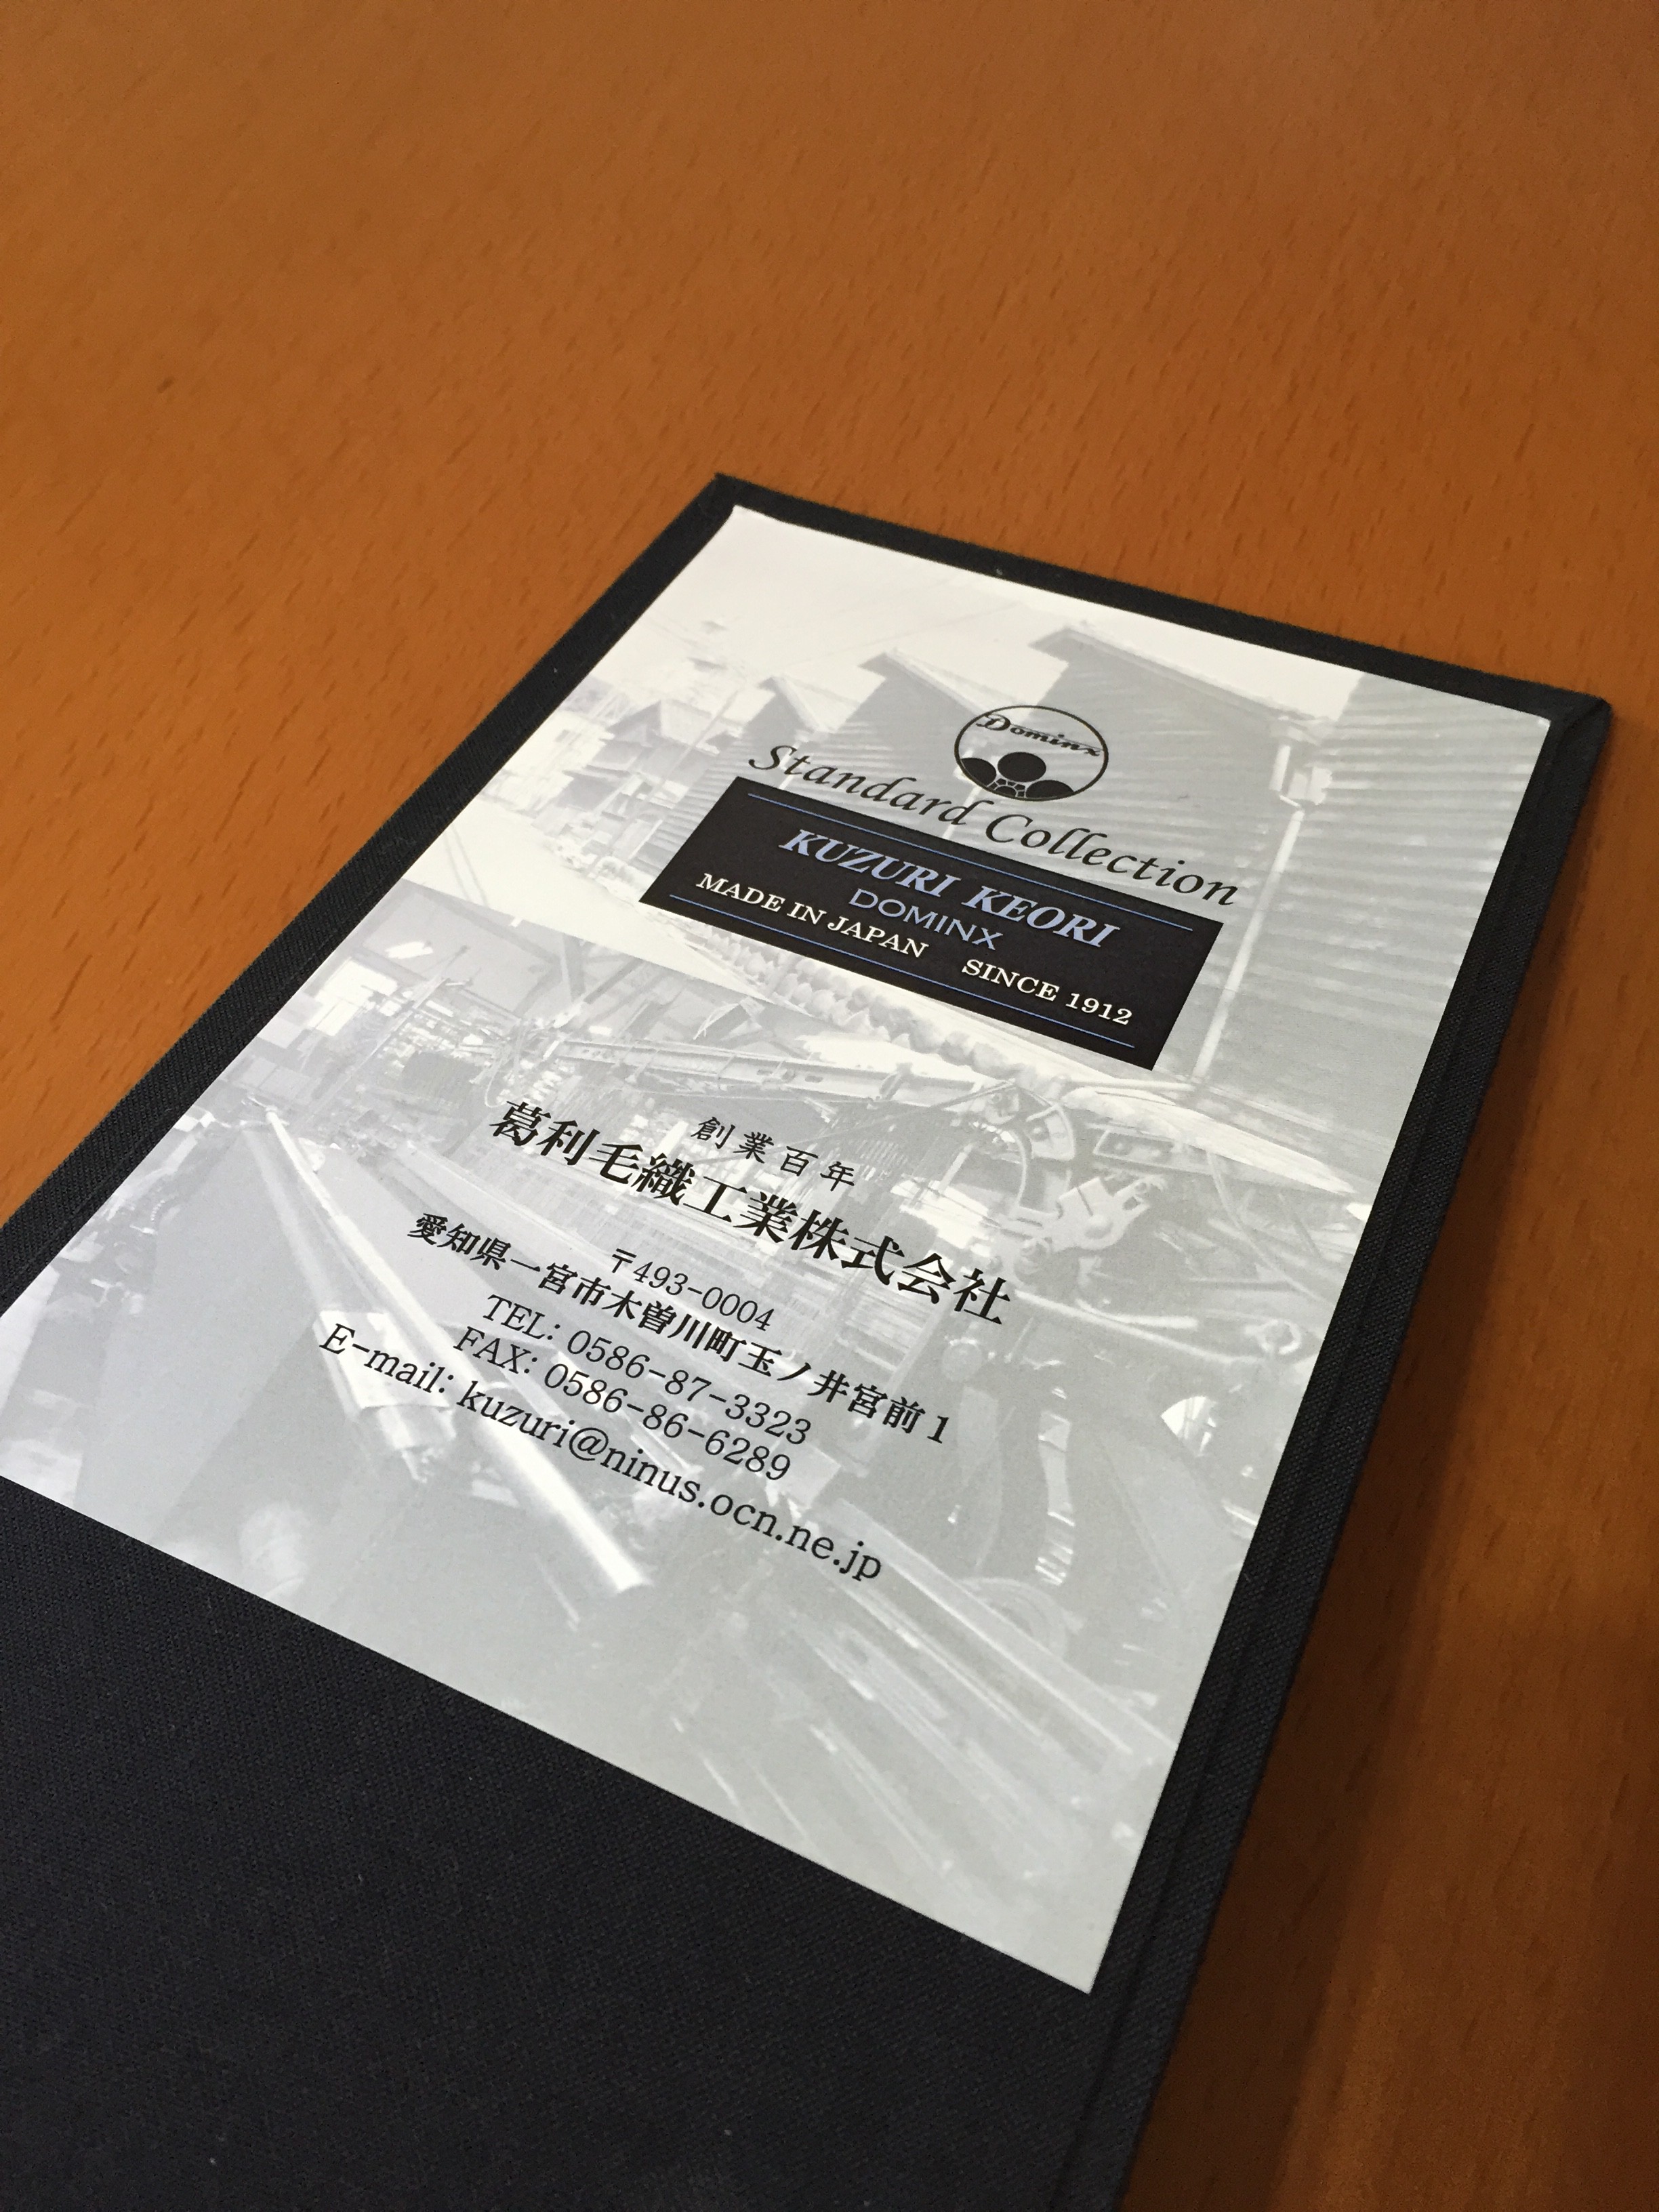 Dominx
Standard Collection
KUZURI KEORI
DOMINX
MADE IN JAPAN SINCE 1912
創業百年
葛利毛織工業株式会社
〒493-0004
愛知県一宮市木曽川町玉ノ井宮前1
TEL: 0586-87-3323
FAX: 0586-86-6289
E-mail: kuzuri@ninus.ocn.ne.jp